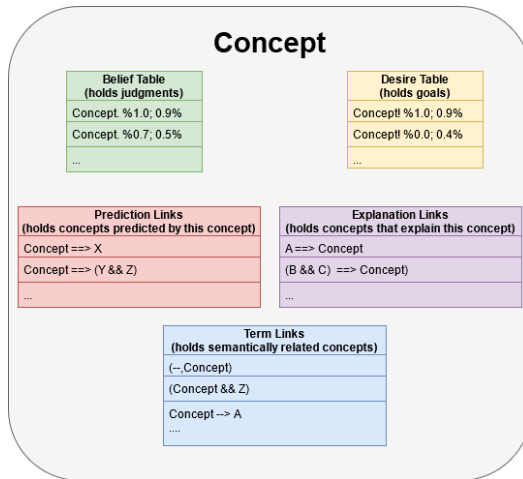 Concept
Belief Table
(holds judgments)
Concept. %1.0; 0.9%
Concept. %0.7; 0.5%
...
Desire Table
(holds goals)
Concept! %1.0; 0.9%
Concept! %0.0; 0.4%
...
Prediction Links
(holds concepts predicted by this concept)
Concept ==> X
Concept ==> (Y && Z)
...
Explanation Links
(holds concepts that explain this concept)
A ==> Concept
(B && C) ==> Concept)
...
Term Links
(holds semantically related concepts)
(--,Concept)
(Concept && Z)
Concept --> A
....